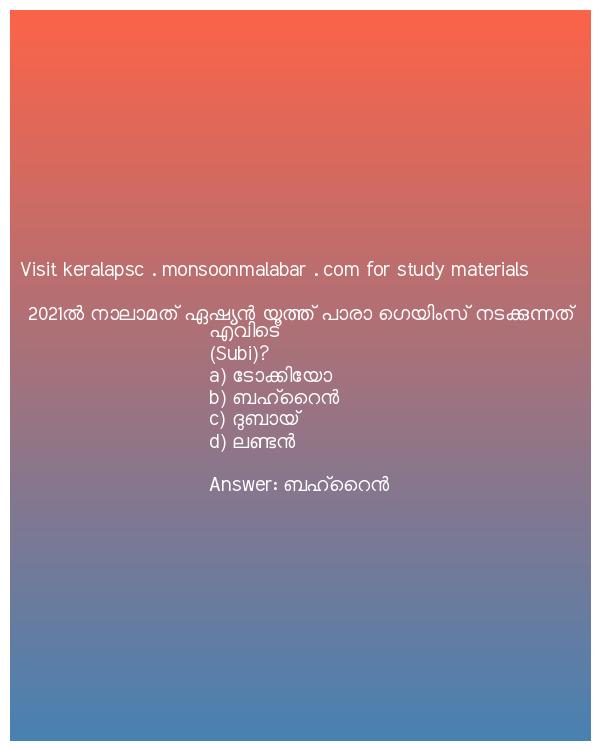 Visit keralapsc . monsoonmalabar . com for study materials
2021ൽ നാലാമത് ഏഷ്യൻ യൂത്ത് പാരാ ഗെയിംസ് നടക്കുന്നത്
എവിടെ
(Subi)?
a) ടോക്കിയോ
b) ബഹ്റൈൻ
c) ദുബായ്
d) ലണ്ടൻ
Answer: ബഹ്റൈൻ